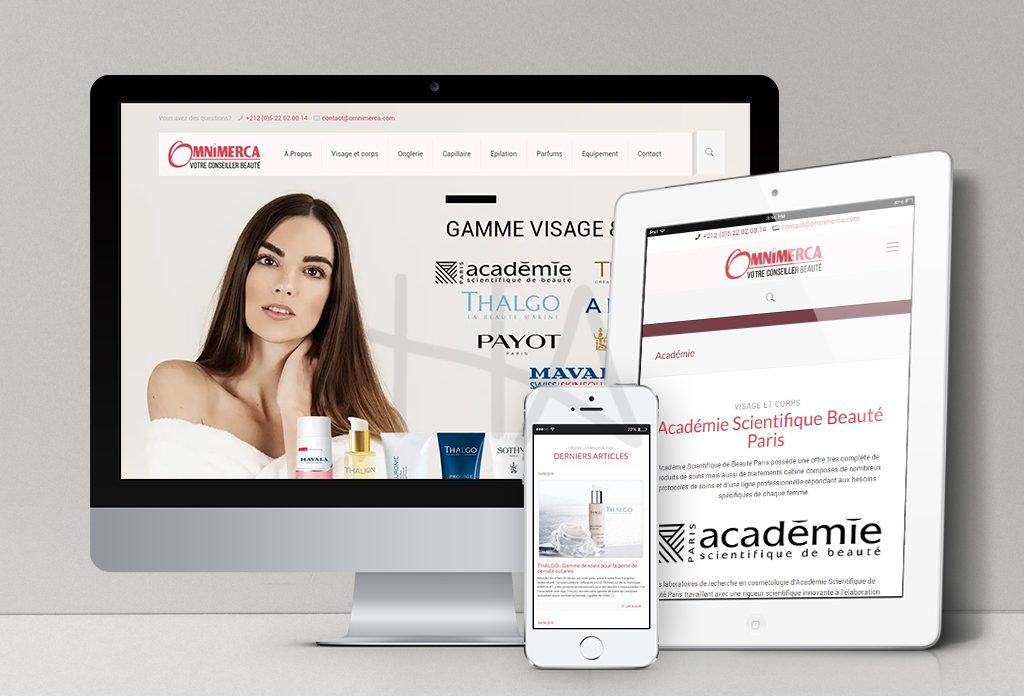 Vous avez des questions? +212 (0)5.22.82.08.14 contact@omnimerca.com
OMNIMERCA
VOTRE CONSEILLER BEAUTÉ
A Propos Visage et corps Onglerie Capillaire Epilation Parfums Equipement Contact
GAMME VISAGE &
PARIS académie
scientifique de beauté
THALGO
LA BEAUTÉ MARINE
PAYOT
PARIS
MAVAL
SWISS SKIN
MAVALA
THALION
THALGO
SOTHY
+212 (0)5.22.82.08.14 contact@omnimerca.com
OMNIMERCA
VOTRE CONSEILLER BEAUTÉ
Académie
VISAGE ET CORPS
Académie Scientifique Beauté
Paris
Académie Scientifique de Beauté Paris possède une offre très complète de
produits de soins mais aussi de traitements cabine composés de nombreux
protocoles de soins et d'une ligne professionnelle répondant aux besoins
spécifiques de chaque femme
PARIS académie
scientifique de beauté
es laboratoires de recherche en cosmétologie d'Académie Scientifique de
uté Paris travaillent avec une rigueur scientifique innovante à l'élaboration
22%
DERNIERS ARTICLES
THALGO
THALGO : Gamme de soins pour la perte de
densité cutanée